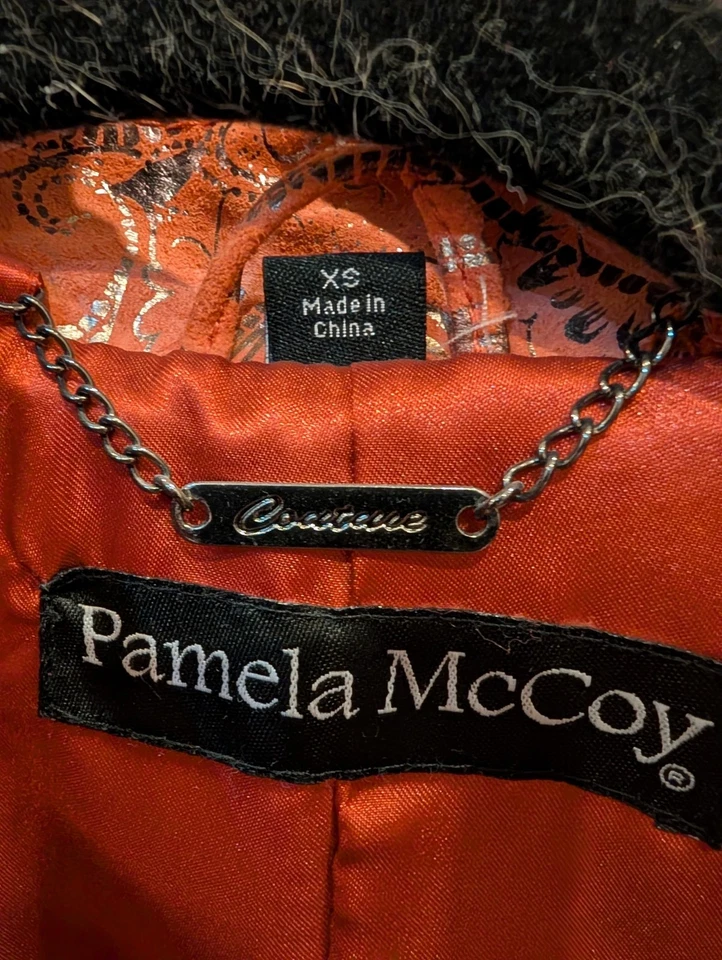 XS
Made in
China
Couture
Pamela McCoy®